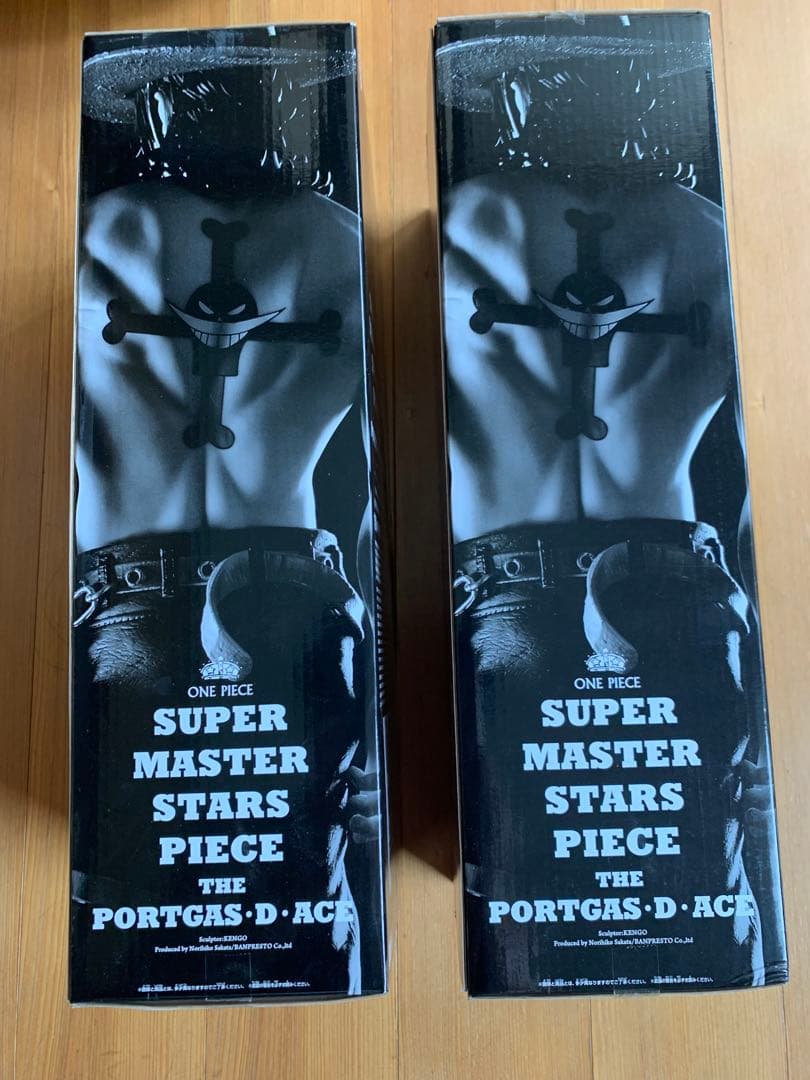 ONE PIECE
SUPER
MASTER
STARS
PIECE
THE
PORTGAS・D・ACE
Sculptor:KENGO
Produced by Norihiko Sakata/BANPRESTO Co.,ltd
ONE PIECE
SUPER
MASTER
STARS
PIECE
THE
PORTGAS・D・ACE
Sculptor:KENGO
Produced by Norihiko Sakata/BANPRESTO Co.,ltd